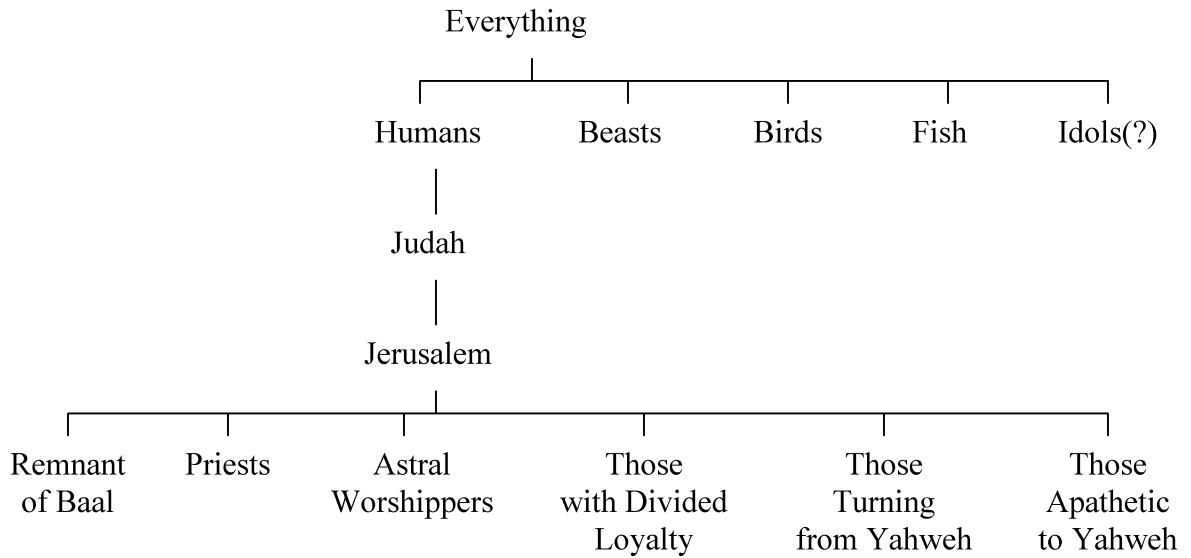 Everything
Humans Beasts Birds Fish Idols(?)
Judah
Jerusalem
Remnant of Baal
Priests
Astral Worshippers
Those with Divided Loyalty
Those Turning from Yahweh
Those Apathetic to Yahweh